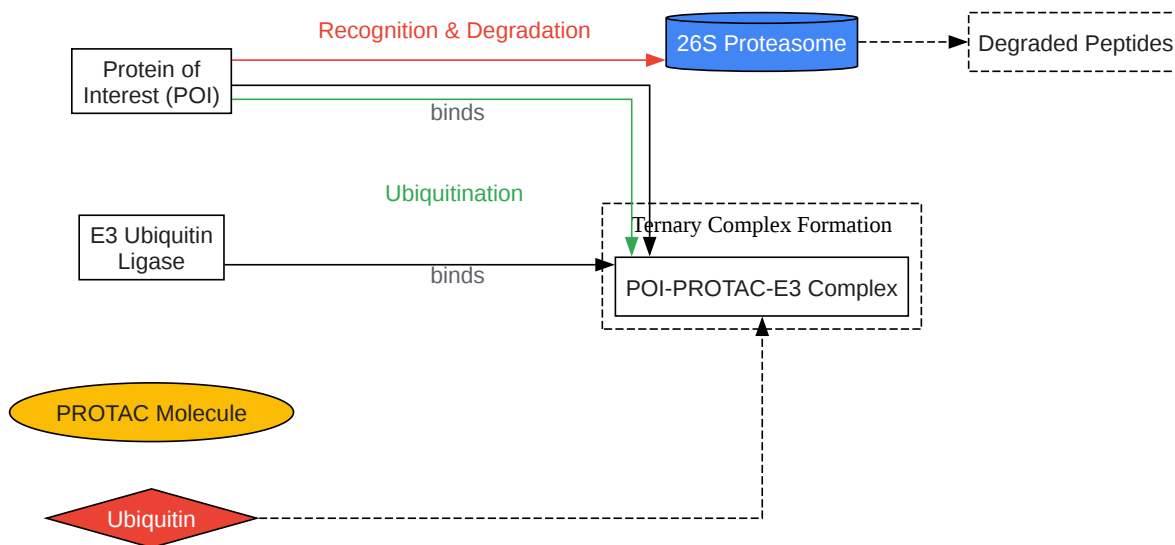 Recognition & Degradation
26S Proteasome
Degraded Peptides
Protein of
Interest (POI)
binds
Ubiquitination
E3 Ubiquitin
Ligase
Ternary Complex Formation
binds
POI-PROTAC-E3 Complex
PROTAC Molecule
Ubiquitin